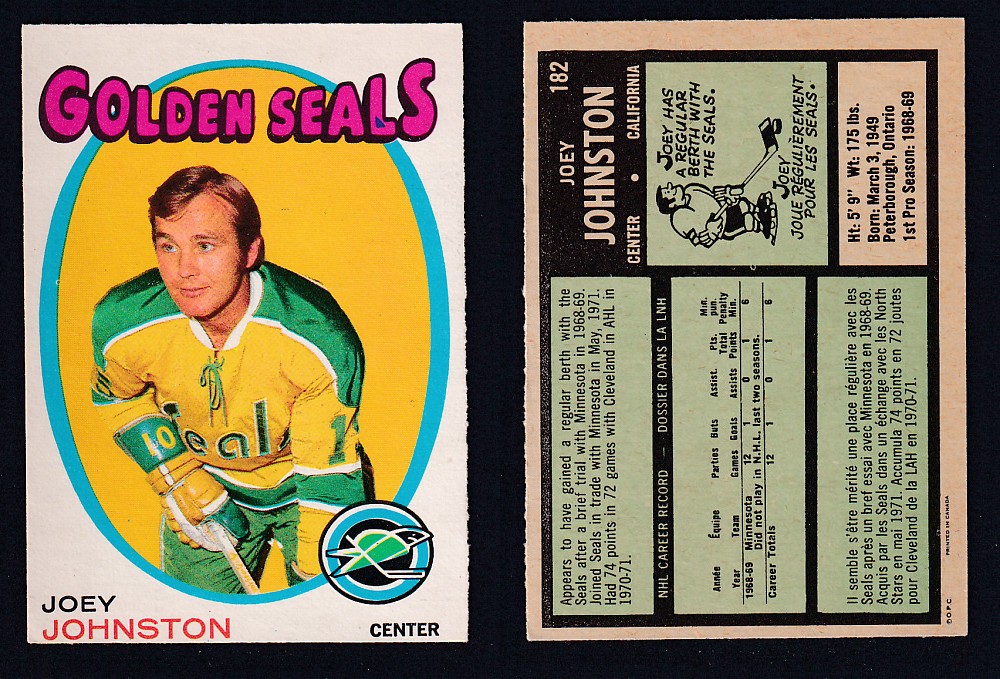 GOLDEN SEALS
Seals
10
1
JOEY
JOHNSTON
CENTER
182
JOEY
JOHNSTON
CENTER • CALIFORNIA
JOEY HAS
A REGULAR
BERTH WITH
THE SEALS.
JOEY
JOUE RÉGULIÈREMENT
POUR LES SEALS.
Ht: 5' 9" Wt: 175 lbs.
Born: March 3, 1949
Peterborough, Ontario
1st Pro Season: 1968-69
Appears to have gained a regular berth with the
Seals after a brief trial with Minnesota in 1968-69.
Joined Seals in trade with Minnesota in May, 1971.
Had 74 points in 72 games with Cleveland in AHL in
1970-71.
NHL CAREER RECORD — DOSSIER DANS LA LNH
Année Équipe Parties Buts Assist. Pts. Min. pun.
Year Team Games Goals Assists Total Points Penalty Min.
1968-69 Minnesota 12 1 0 1 6
Did not play in N.H.L. last two seasons.
Career Totals 12 1 0 1 6
Il semble s'être mérité une place régulière avec les
Seals après un bref essai avec Minnesota en 1968-69.
Acquis par les Seals dans un échange avec les North
Stars en mai 1971. Accumula 74 points en 72 joutes
pour Cleveland de la LAH en 1970-71.
O.P.C. PRINTED IN CANADA